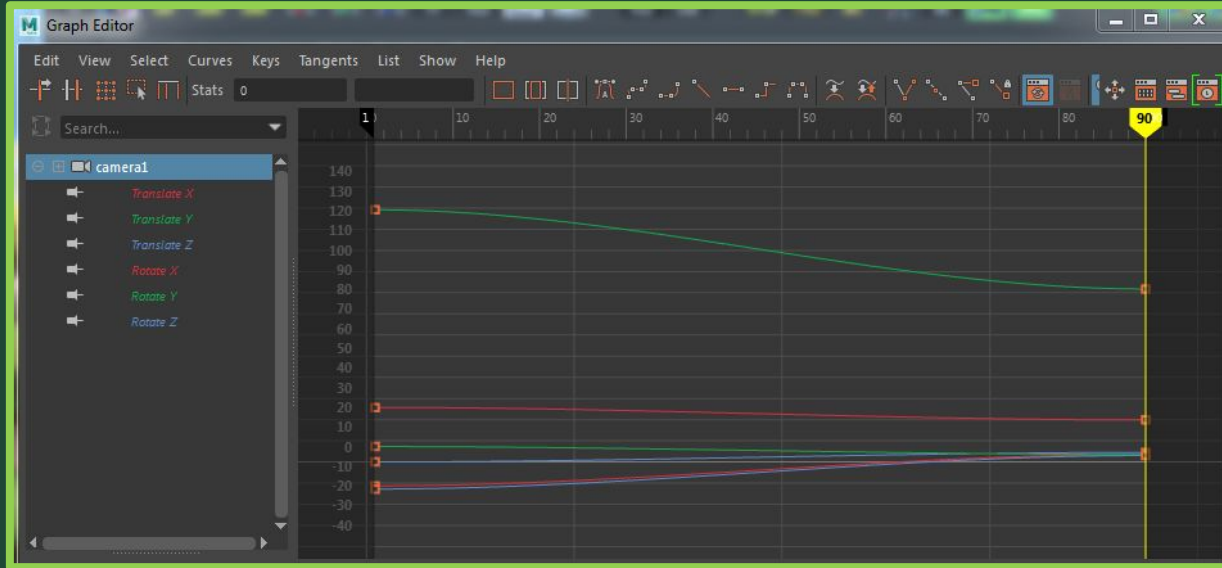 Graph Editor
Edit View Select Curves Keys Tangents List Show Help
Stats 0
Search...
1 10 20 30 40 50 60 70 80 90
camera1
Translate X
Translate Y
Translate Z
Rotate X
Rotate Y
Rotate Z
140
130
120
110
100
90
80
70
60
50
40
30
20
10
0
-10
-20
-30
-40